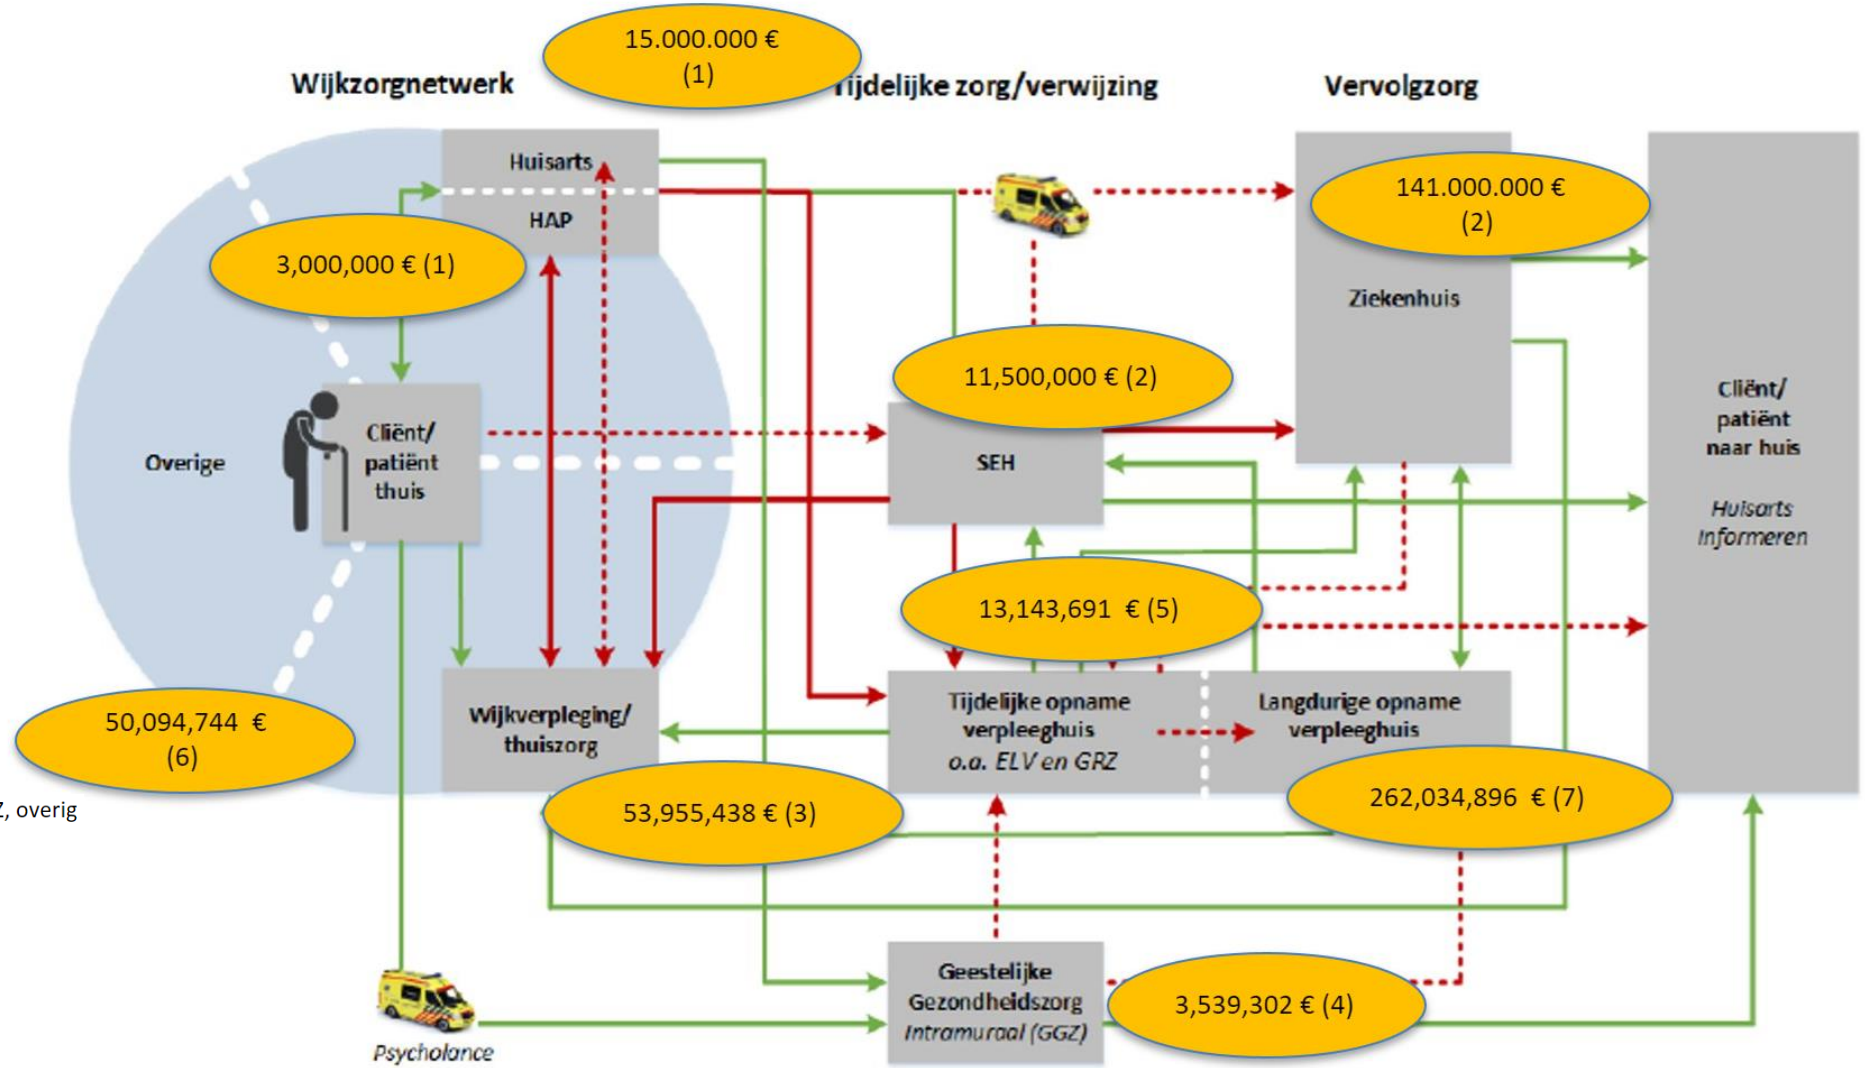 15.000.000 €
(1)
Wijkzorgnetwerk
Tijdelijke zorg/verwijzing
Vervolgzorg
Huisarts
HAP
3,000,000 € (1)
141.000.000 €
(2)
Ziekenhuis
11,500,000 € (2)
Overige
Cliënt/
patiënt
thuis
SEH
Cliënt/
patiënt
naar huis
Huisarts
Informeren
13,143,691 € (5)
50,094,744 €
(6)
Wijkverpleging/
thuiszorg
Tijdelijke opname
verpleeghuis
o.a. ELV en GRZ
Langdurige opname
verpleeghuis
, overig
53,955,438 € (3)
262,034,896 € (7)
Geestelijke
Gezondheidszorg
Intramuraal (GGZ)
3,539,302 € (4)
Psycholance